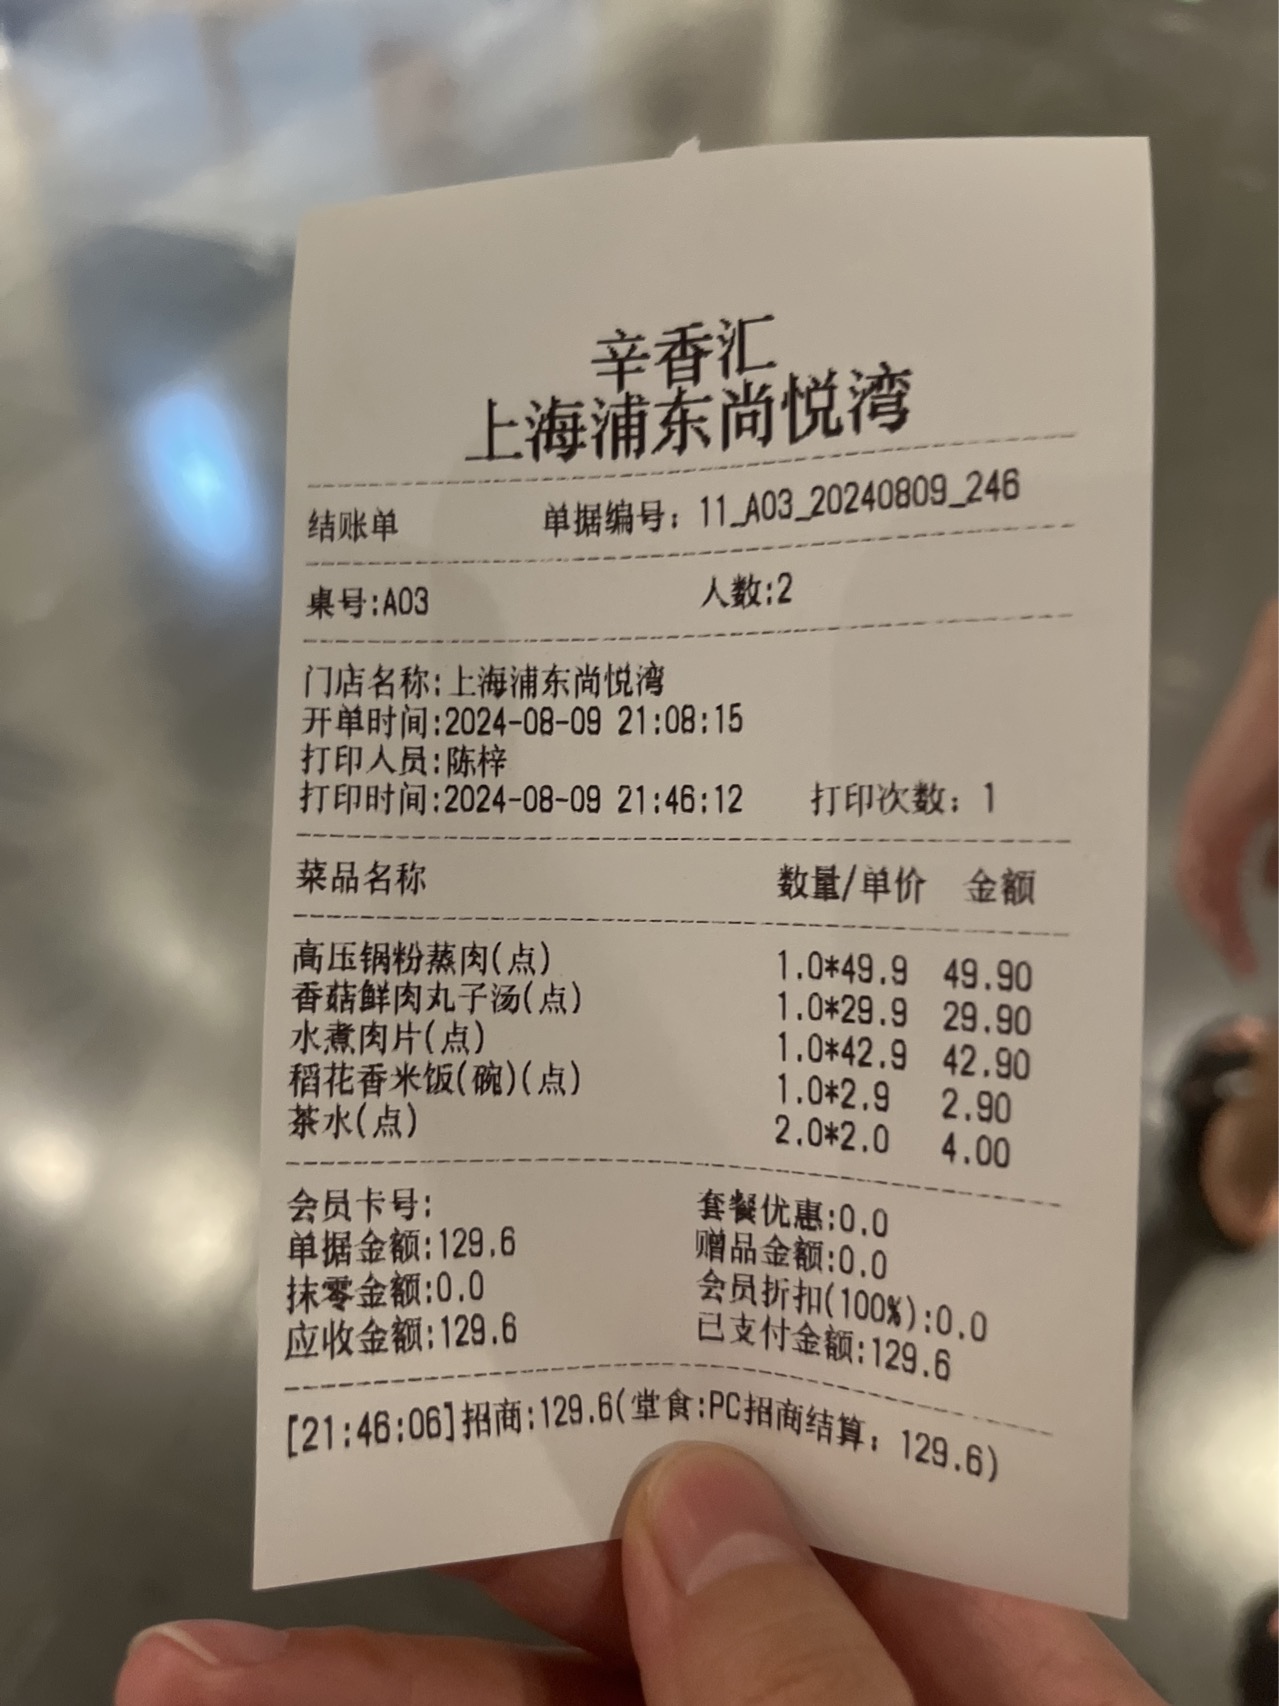 辛香汇
上海浦东尚悦湾
结账单 单据编号：11_A03_20240809_246
桌号:A03 人数:2
门店名称:上海浦东尚悦湾
开单时间:2024-08-09 21:08:15
打印人员:陈梓
打印时间:2024-08-09 21:46:12 打印次数：1
菜品名称 数量/单价 金额
高压锅粉蒸肉(点) 1.0*49.9 49.90
香菇鲜肉丸子汤(点) 1.0*29.9 29.90
水煮肉片(点) 1.0*42.9 42.90
稻花香米饭(碗)(点) 1.0*2.9 2.90
茶水(点) 2.0*2.0 4.00
会员卡号: 套餐优惠:0.0
单据金额:129.6 赠品金额:0.0
抹零金额:0.0 会员折扣(100%):0.0
应收金额:129.6 已支付金额:129.6
[21:46:06]招商:129.6(堂食:PC招商结算：129.6)